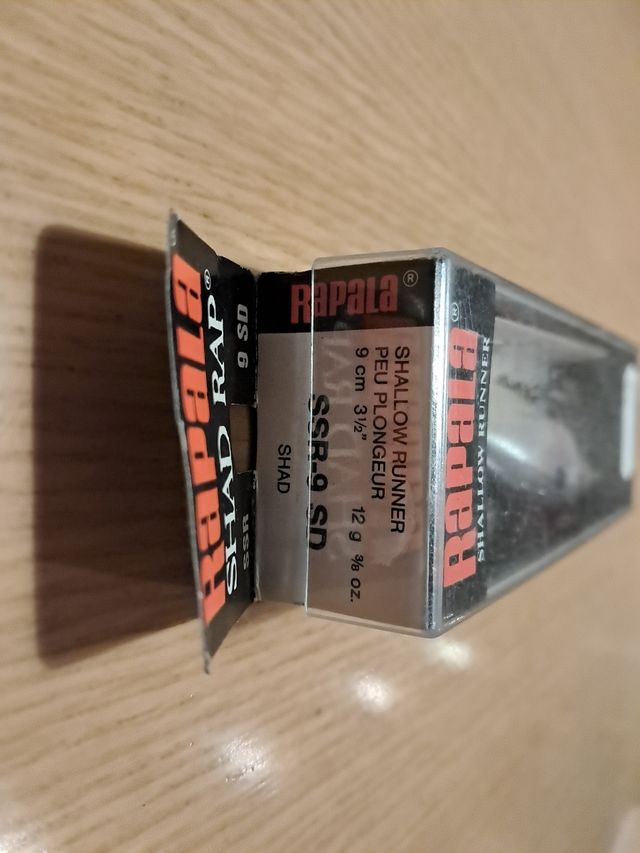 RAPALA®
SHAD RAP®
SSR 9 SD
RAPALA®
SHALLOW RUNNER
PEU PLONGEUR
9 cm 3½" 12 g ⅜ oz.
SSR-9 SD
SHAD
RAPALA®
SHALLOW RUNNER